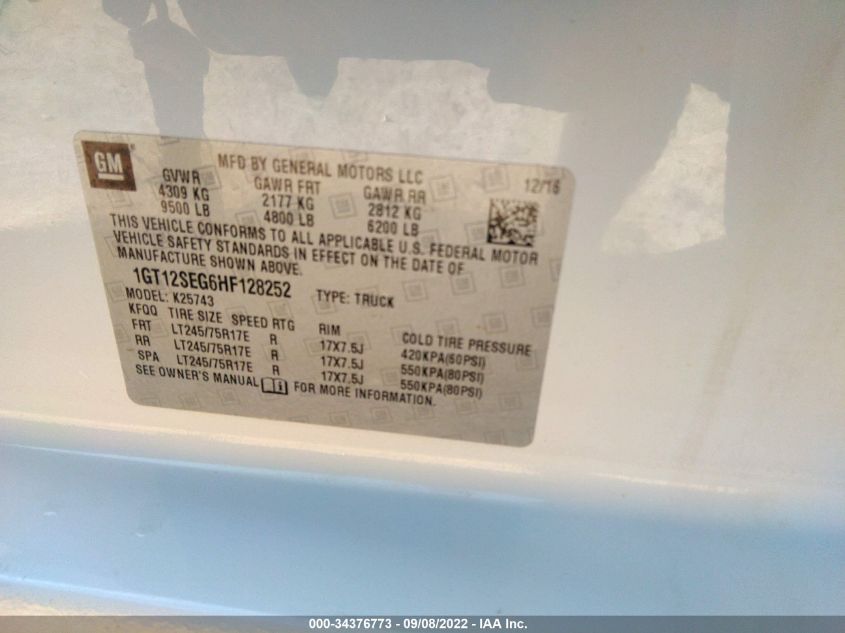 GM
MFD BY GENERAL MOTORS LLC
12/16
GVWR GAWR FRT GAWR RR
4309 KG 2177 KG 2812 KG
9500 LB 4800 LB 6200 LB
THIS VEHICLE CONFORMS TO ALL APPLICABLE U.S. FEDERAL MOTOR
VEHICLE SAFETY STANDARDS IN EFFECT ON THE DATE OF
MANUFACTURE SHOWN ABOVE.
1GT12SEG6HF128252 TYPE: TRUCK
MODEL: K25743
KFQQ TIRE SIZE SPEED RTG RIM COLD TIRE PRESSURE
FRT LT245/75R17E R 17X7.5J 420KPA(60PSI)
RR LT245/75R17E R 17X7.5J 550KPA(80PSI)
SPA LT245/75R17E R 17X7.5J 550KPA(80PSI)
SEE OWNER'S MANUAL FOR MORE INFORMATION.
000-34376773 - 09/08/2022 - IAA Inc.